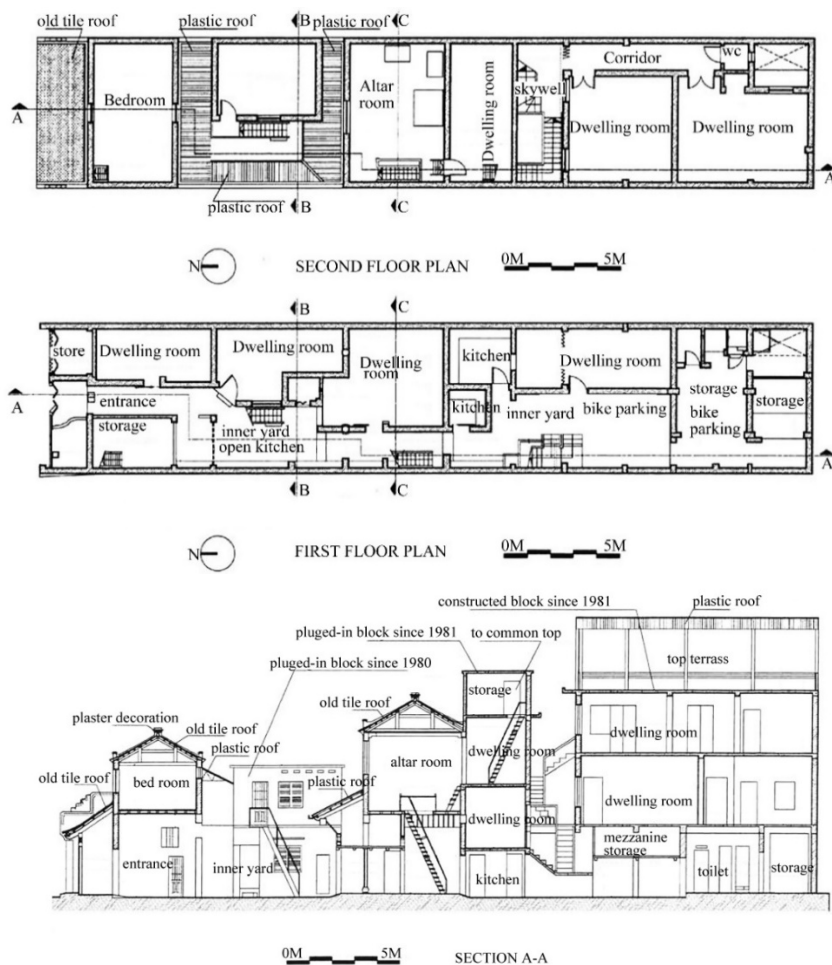 old tile roof
plastic roof
plastic roof
B
C
Corridor
wc
A
Bedroom
Altar
room
Dwelling room
skywell
Dwelling room
Dwelling room
A
plastic roof
B
C
N
SECOND FLOOR PLAN
0M
5M
B
C
store
Dwelling room
Dwelling room
Dwelling
room
kitchen
Dwelling room
A
entrance
kitchen
inner yard
bike parking
storage
bike
parking
storage
storage
inner yard
open kitchen
A
B
C
N
FIRST FLOOR PLAN
0M
5M
constructed block since 1981
plastic roof
pluged-in block since 1981
to common top
pluged-in block since 1980
top terrass
storage
plaster decoration
old tile roof
old tile roof
plastic roof
dwelling room
dwelling room
altar room
old tile roof
bed room
plastic roof
dwelling room
dwelling room
mezzanine
storage
entrance
inner yard
kitchen
toilet
storage
0M
5M
SECTION A-A